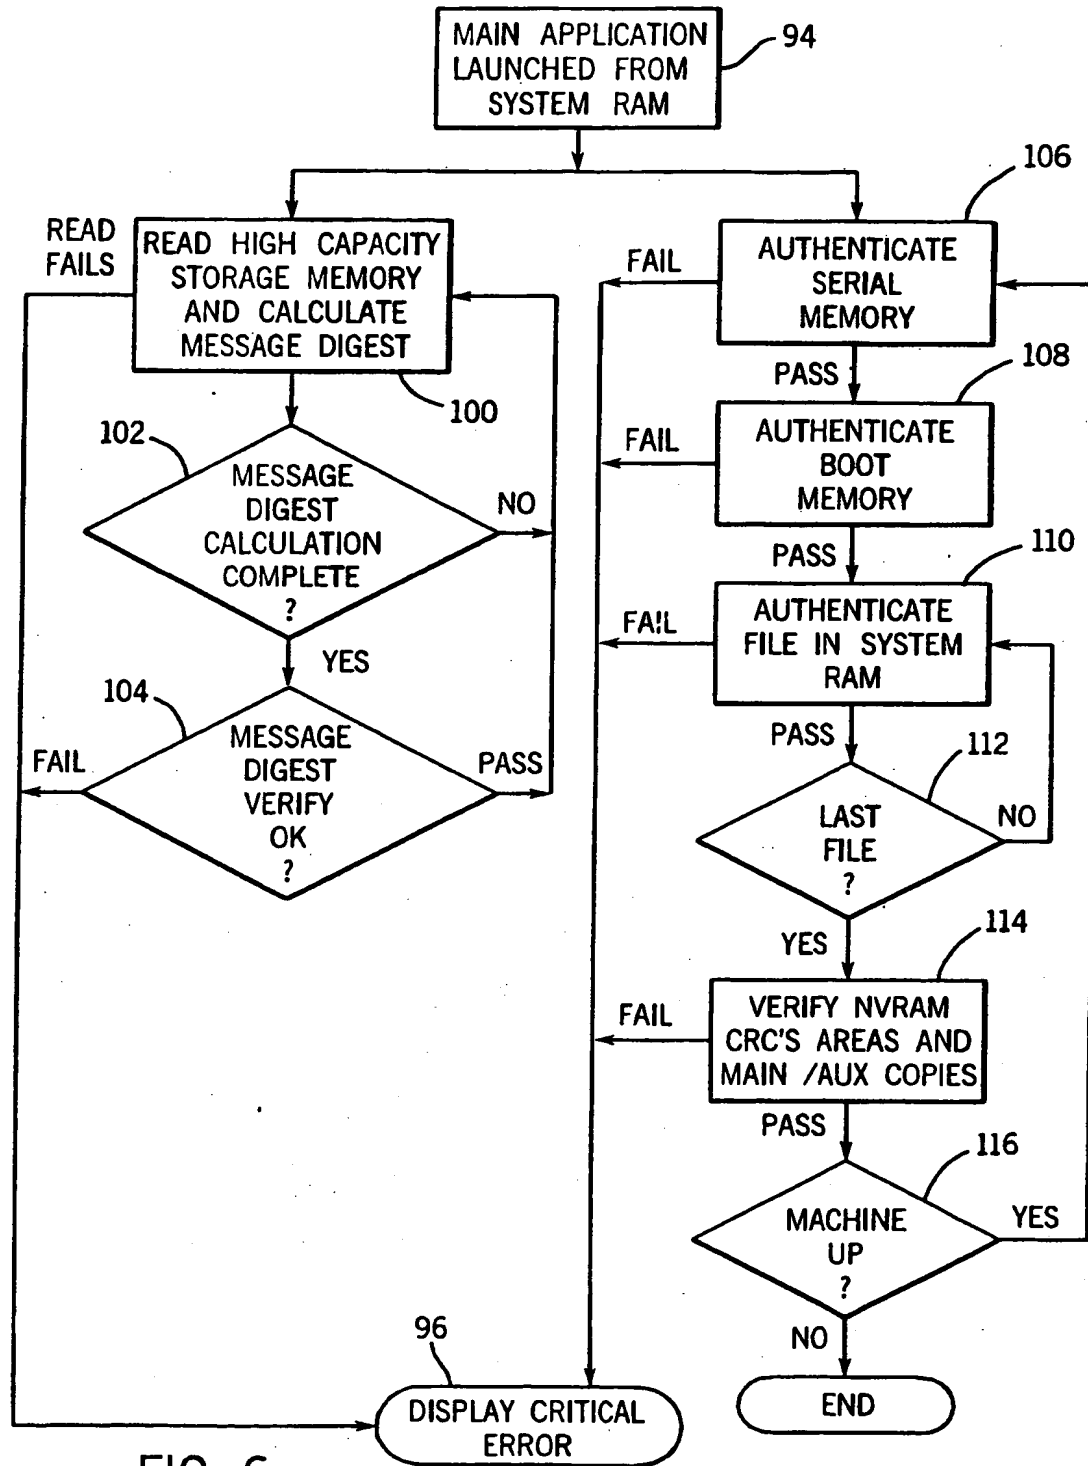 MAIN APPLICATION
LAUNCHED FROM
SYSTEM RAM
94
READ
FAILS
READ HIGH CAPACITY
STORAGE MEMORY
AND CALCULATE
MESSAGE DIGEST
100
102
MESSAGE
DIGEST
CALCULATION
COMPLETE
?
NO
YES
104
MESSAGE
DIGEST
VERIFY
OK
?
FAIL
PASS
106
AUTHENTICATE
SERIAL
MEMORY
FAIL
PASS
108
AUTHENTICATE
BOOT
MEMORY
FAIL
PASS
110
AUTHENTICATE
FILE IN SYSTEM
RAM
FAIL
PASS
112
LAST
FILE
?
NO
YES
114
VERIFY NVRAM
CRC'S AREAS AND
MAIN /AUX COPIES
FAIL
PASS
116
MACHINE
UP
?
YES
NO
END
96
DISPLAY CRITICAL
ERROR
FIG. 6